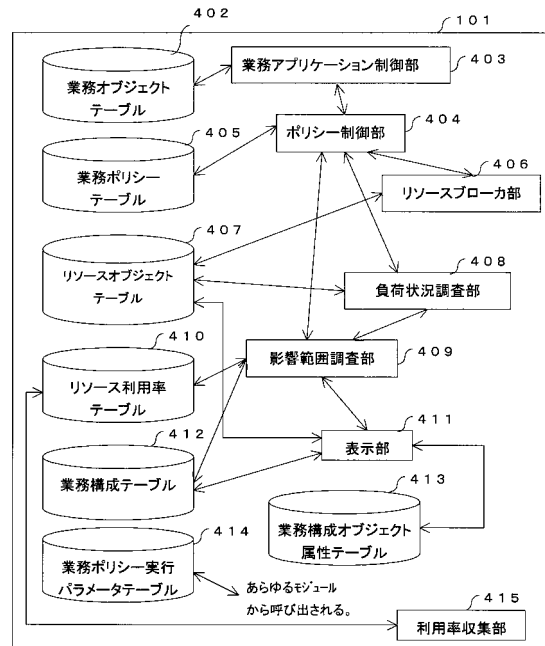 １０１
４０２
業務オブジェクト
テーブル
業務アプリケーション制御部
４０３
４０５
業務ポリシー
テーブル
ポリシー制御部
４０４
４０６
リソースブローカ部
４０７
リソースオブジェクト
テーブル
４０８
負荷状況調査部
４１０
リソース利用率
テーブル
影響範囲調査部
４０９
４１１
表示部
４１２
業務構成テーブル
４１３
業務構成オブジェクト
属性テーブル
４１４
業務ポリシー実行
パラメータテーブル
あらゆるモジュール
から呼び出される。
４１５
利用率収集部